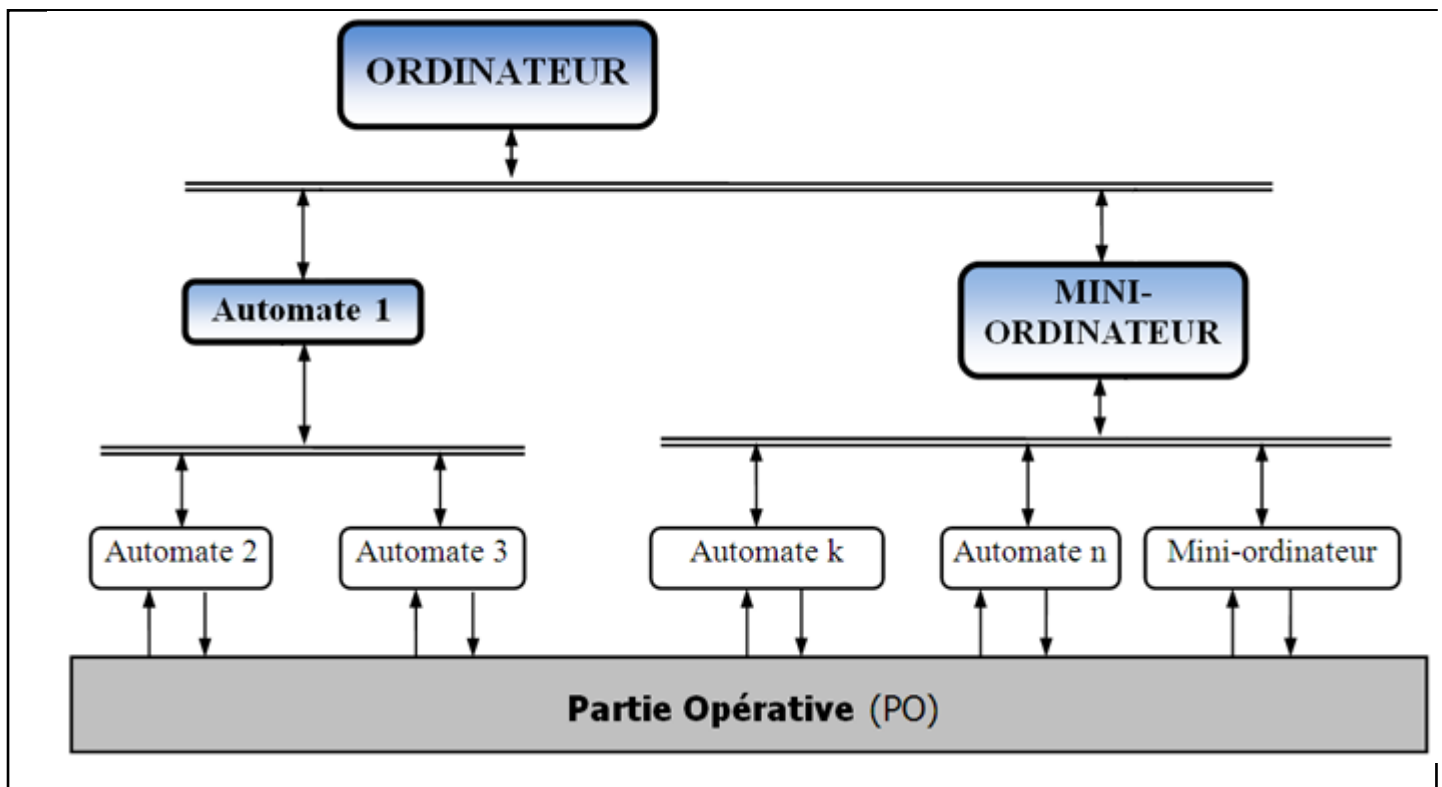 ORDINATEUR
Automate 1
MINI-
ORDINATEUR
Automate 2
Automate 3
Automate k
Automate n
Mini-ordinateur
Partie Opérative (PO)